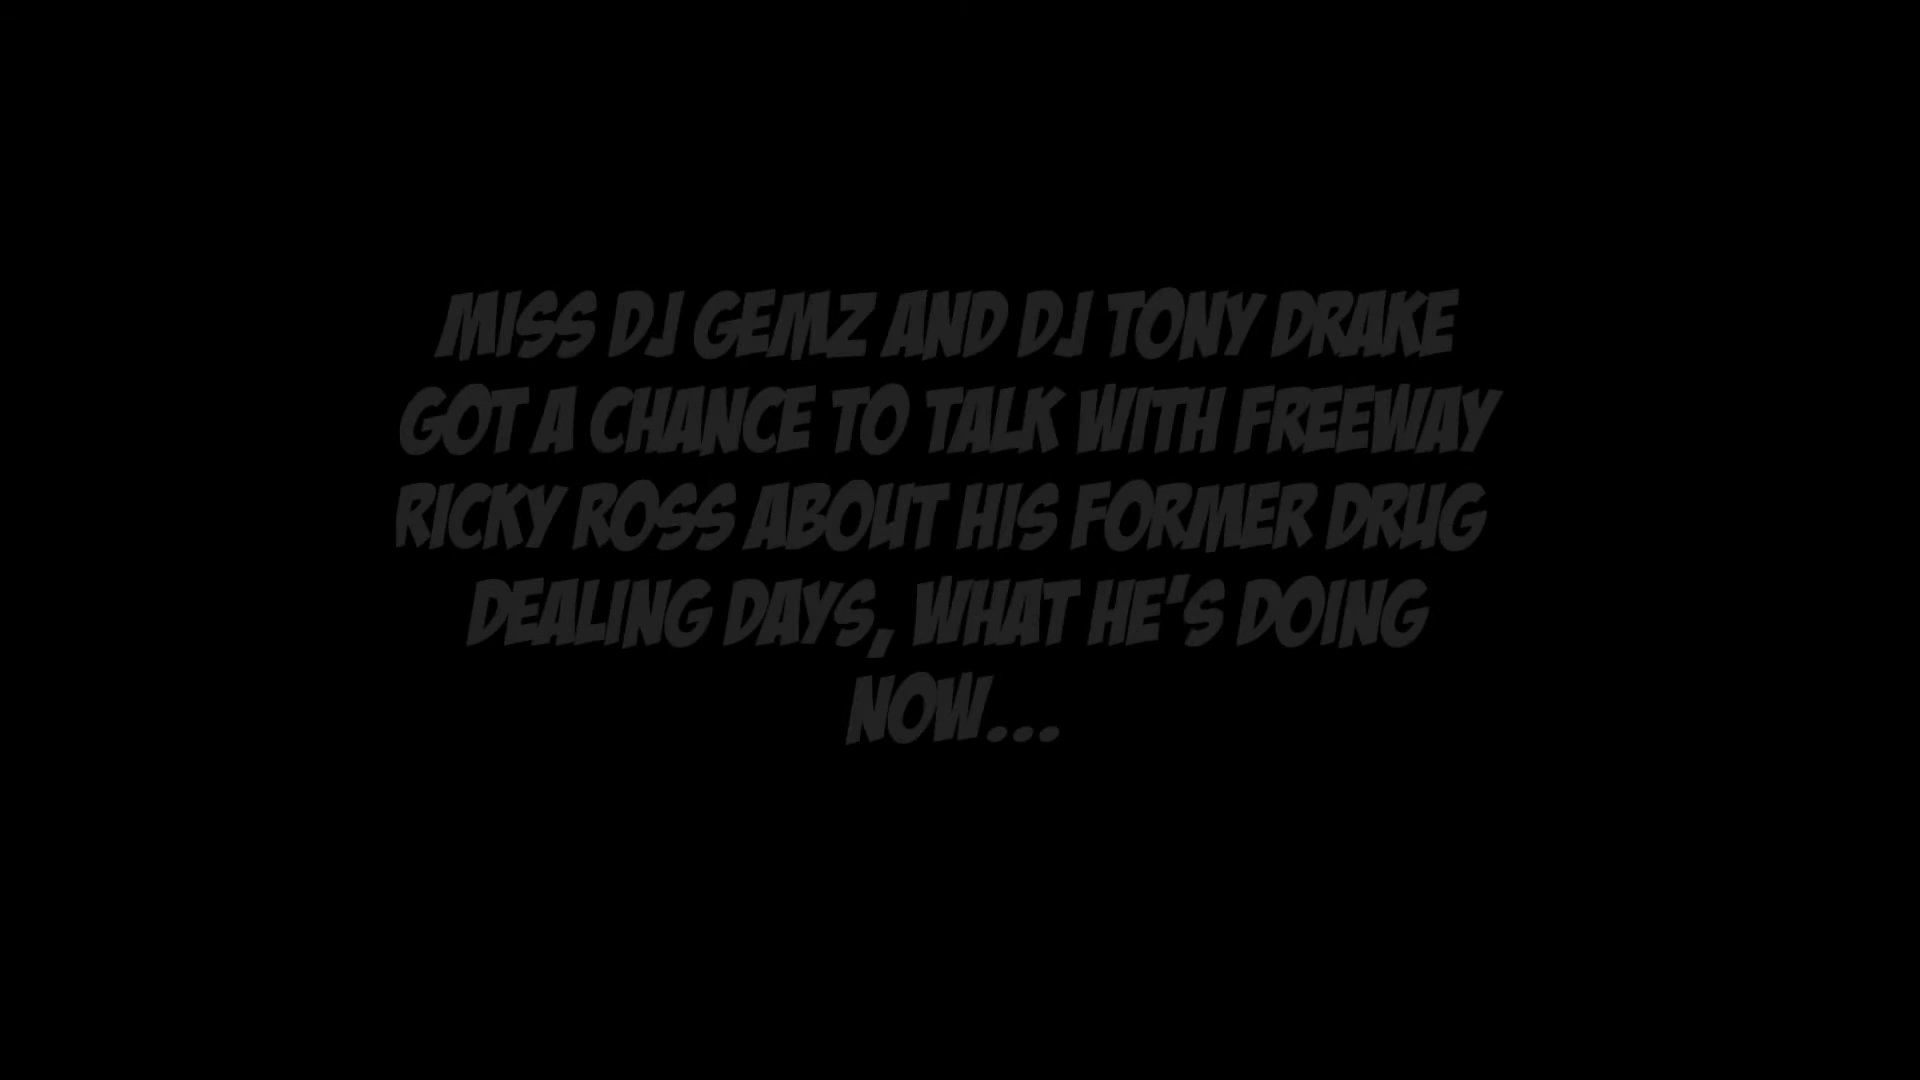 MISS DJ GEMZ AND DJ TONY DRAKE
GOT A CHANCE TO TALK WITH FREEWAY
RICKY ROSS ABOUT HIS FORMER DRUG
DEALING DAYS, WHAT HE'S DOING
NOW...